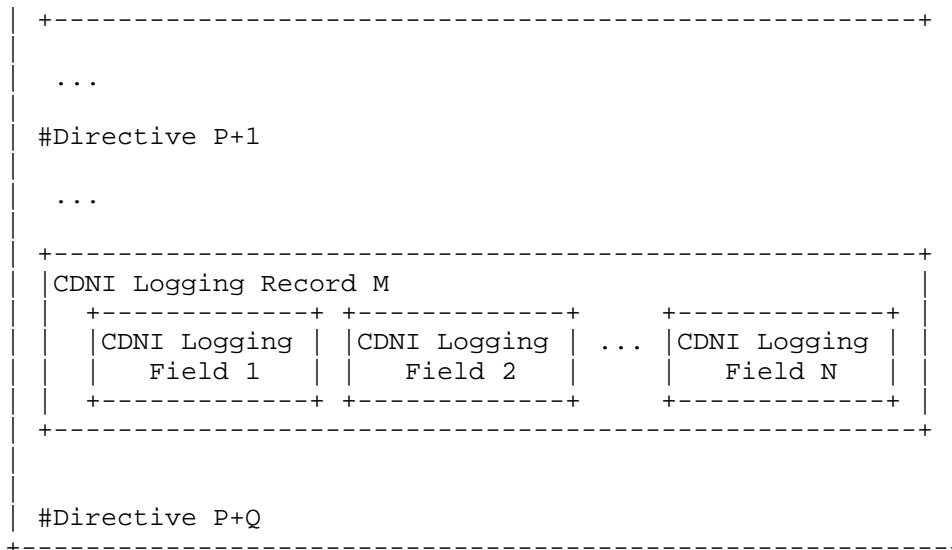 ...
#Directive P+1
...
CDNI Logging Record M
CDNI Logging CDNI Logging ... CDNI Logging
Field 1 Field 2 Field N
#Directive P+Q